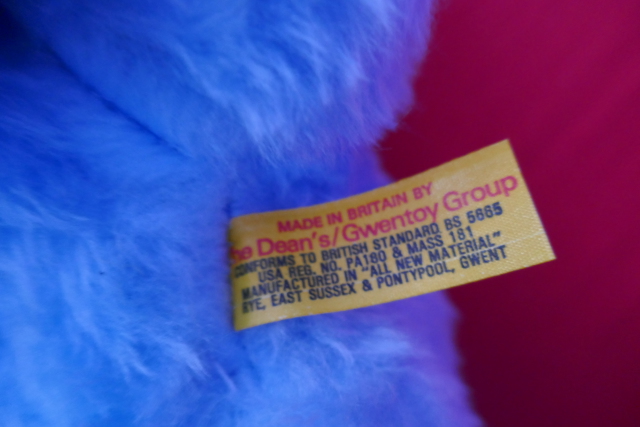 MADE IN BRITAIN BY
he Dean's/Gwentoy Group
CONFORMS TO BRITISH STANDARD BS 5665
USA REG. NO. PA180 & MASS 181
MANUFACTURED IN "ALL NEW MATERIAL"
RYE, EAST SUSSEX & PONTYPOOL, GWENT